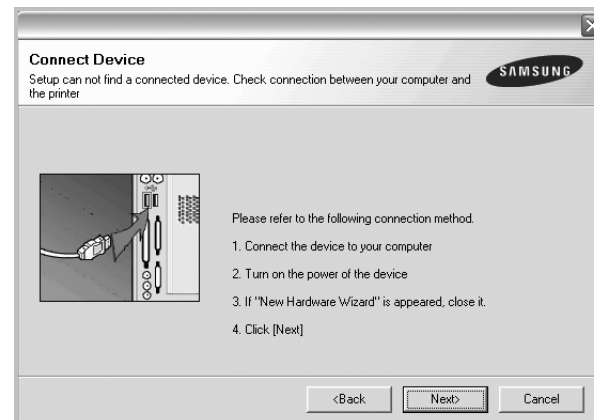 Connect Device
Setup can not find a connected device. Check connection between your computer and
the printer
SAMSUNG
Please refer to the following connection method.
1. Connect the device to your computer
2. Turn on the power of the device
3. If "New Hardware Wizard" is appeared, close it.
4. Click [Next]
<Back
Next>
Cancel